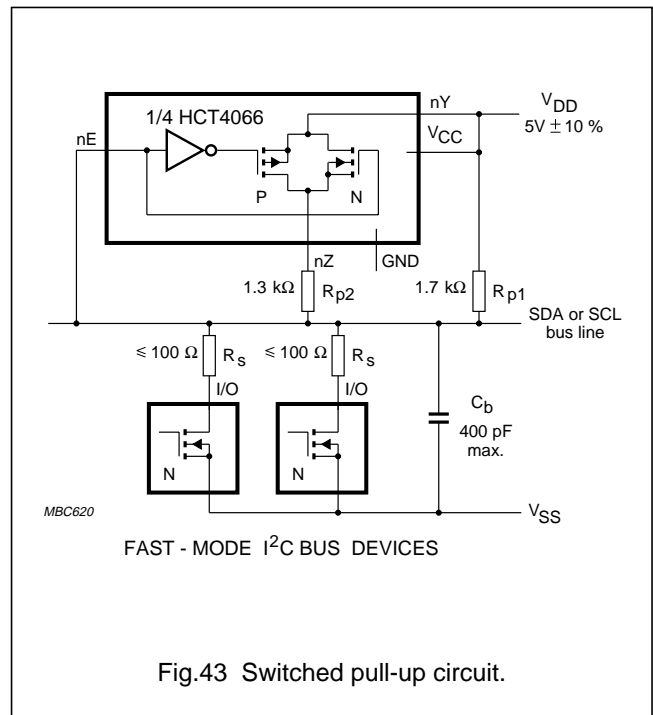 1/4 HCT4066
nY
V_DD
5V ± 10 %
nE
V_CC
P
N
nZ
GND
1.3 kΩ
R_p2
1.7 kΩ
R_p1
SDA or SCL
bus line
≤ 100 Ω
R_s
≤ 100 Ω
R_s
I/O
I/O
C_b
400 pF
max.
N
N
MBC620
V_SS
FAST - MODE I²C BUS DEVICES
Fig.43 Switched pull-up circuit.